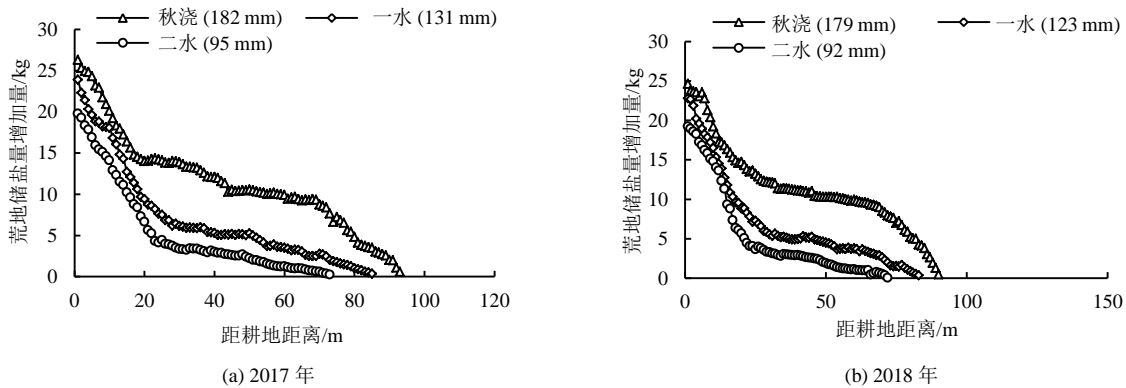 秋浇 (182 mm) 一水 (131 mm)
二水 (95 mm)
荒地储盐量增加量/kg
30
25
20
15
10
5
0
0 20 40 60 80 100 120
距耕地距离/m
(a) 2017 年
秋浇 (179 mm) 一水 (123 mm)
二水 (92 mm)
荒地储盐量增加量/kg
30
25
20
15
10
5
0
0 50 100 150
距耕地距离/m
(b) 2018 年